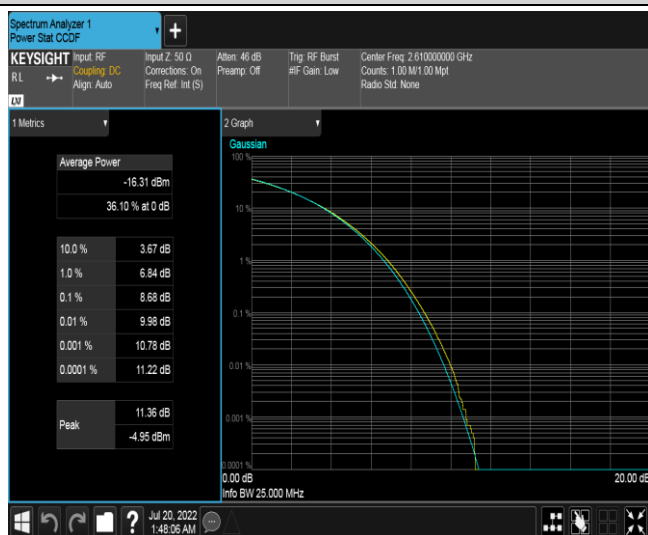 Spectrum Analyzer 1
Power Stat CCDF
KEYSIGHT
RL
LXI
Input: RF
Coupling: DC
Align: Auto
Input Z: 50 Ω
Corrections: On
Freq Ref: Int (S)
Atten: 46 dB
Preamp: Off
Trig: RF Burst
#IF Gain: Low
Center Freq: 2.610000000 GHz
Counts: 1.00 M/1.00 Mpt
Radio Std: None
1 Metrics
Average Power
-16.31 dBm
36.10 % at 0 dB
10.0 % 3.67 dB
1.0 % 6.84 dB
0.1 % 8.68 dB
0.01 % 9.98 dB
0.001 % 10.78 dB
0.0001 % 11.22 dB
Peak 11.36 dB
-4.95 dBm
2 Graph
Gaussian
100 %
10 %
1 %
0.1 %
0.01 %
0.001 %
0.0001 %
0.00 dB 20.00 dB
Info BW 25.000 MHz
Jul 20, 2022
1:48:06 AM